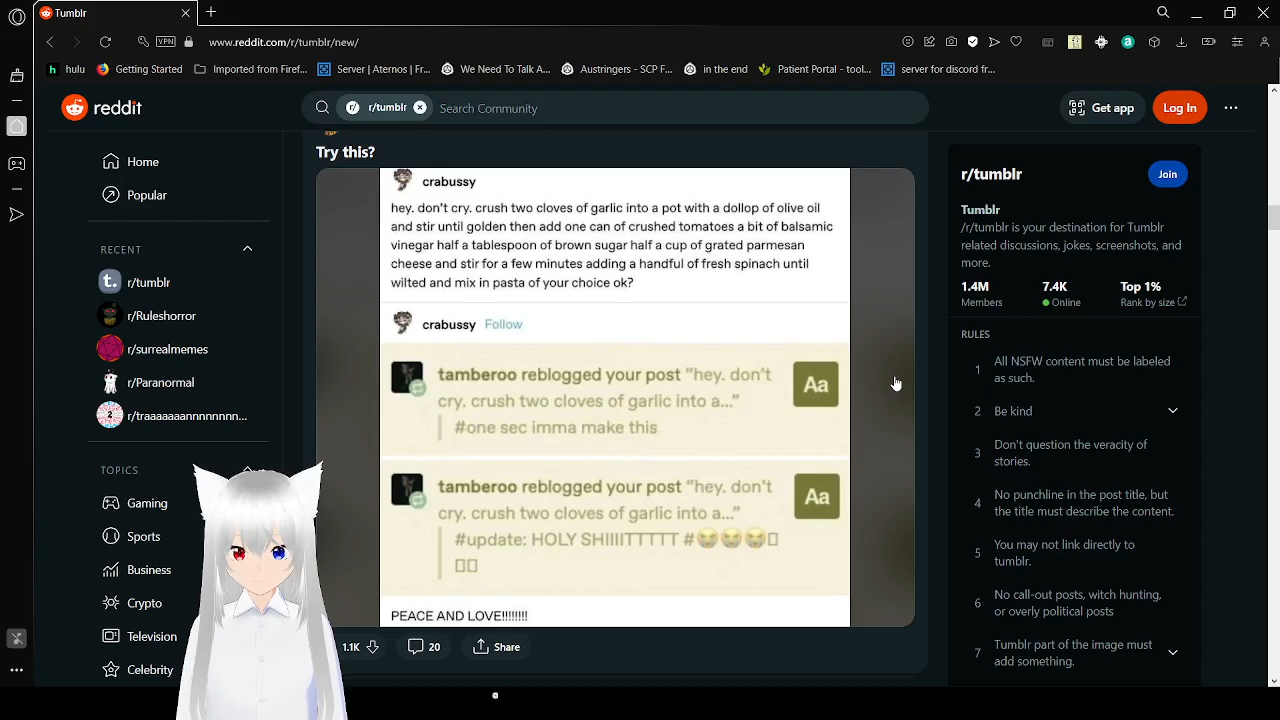 Tumblr
VPN
www.reddit.com/r/tumblr/new/
hulu
Getting Started
Imported from Firef...
Server | Aternos | Fr...
We Need To Talk A...
Austringers - SCP F...
in the end
Patient Portal - tool...
server for discord fr...
reddit
r/ r/tumblr
Search Community
Get app
Log In
Home
Popular
RECENT
r/tumblr
r/Ruleshorror
r/surrealmemes
r/Paranormal
r/traaaaaaannnnnnn...
TOPICS
Gaming
Sports
Business
Crypto
Television
Celebrity
Try this?
crabussy
hey. don't cry. crush two cloves of garlic into a pot with a dollop of olive oil
and stir until golden then add one can of crushed tomatoes a bit of balsamic
vinegar half a tablespoon of brown sugar half a cup of grated parmesan
cheese and stir for a few minutes adding a handful of fresh spinach until
wilted and mix in pasta of your choice ok?
crabussy Follow
tamberoo reblogged your post "hey. don't
cry. crush two cloves of garlic into a..."
#one sec imma make this
Aa
tamberoo reblogged your post "hey. don't
cry. crush two cloves of garlic into a..."
#update: HOLY SHIIIITTTTT #😭😭😭
Aa
PEACE AND LOVE!!!!!!!!
1.1K
20
Share
r/tumblr
Join
Tumblr
/r/tumblr is your destination for Tumblr
related discussions, jokes, screenshots, and
more.
1.4M
Members
7.4K
Online
Top 1%
Rank by size
RULES
1 All NSFW content must be labeled
as such.
2 Be kind
3 Don't question the veracity of
stories.
4 No punchline in the post title, but
the title must describe the content.
5 You may not link directly to
tumblr.
6 No call-out posts, witch hunting,
or overly political posts
7 Tumblr part of the image must
add something.